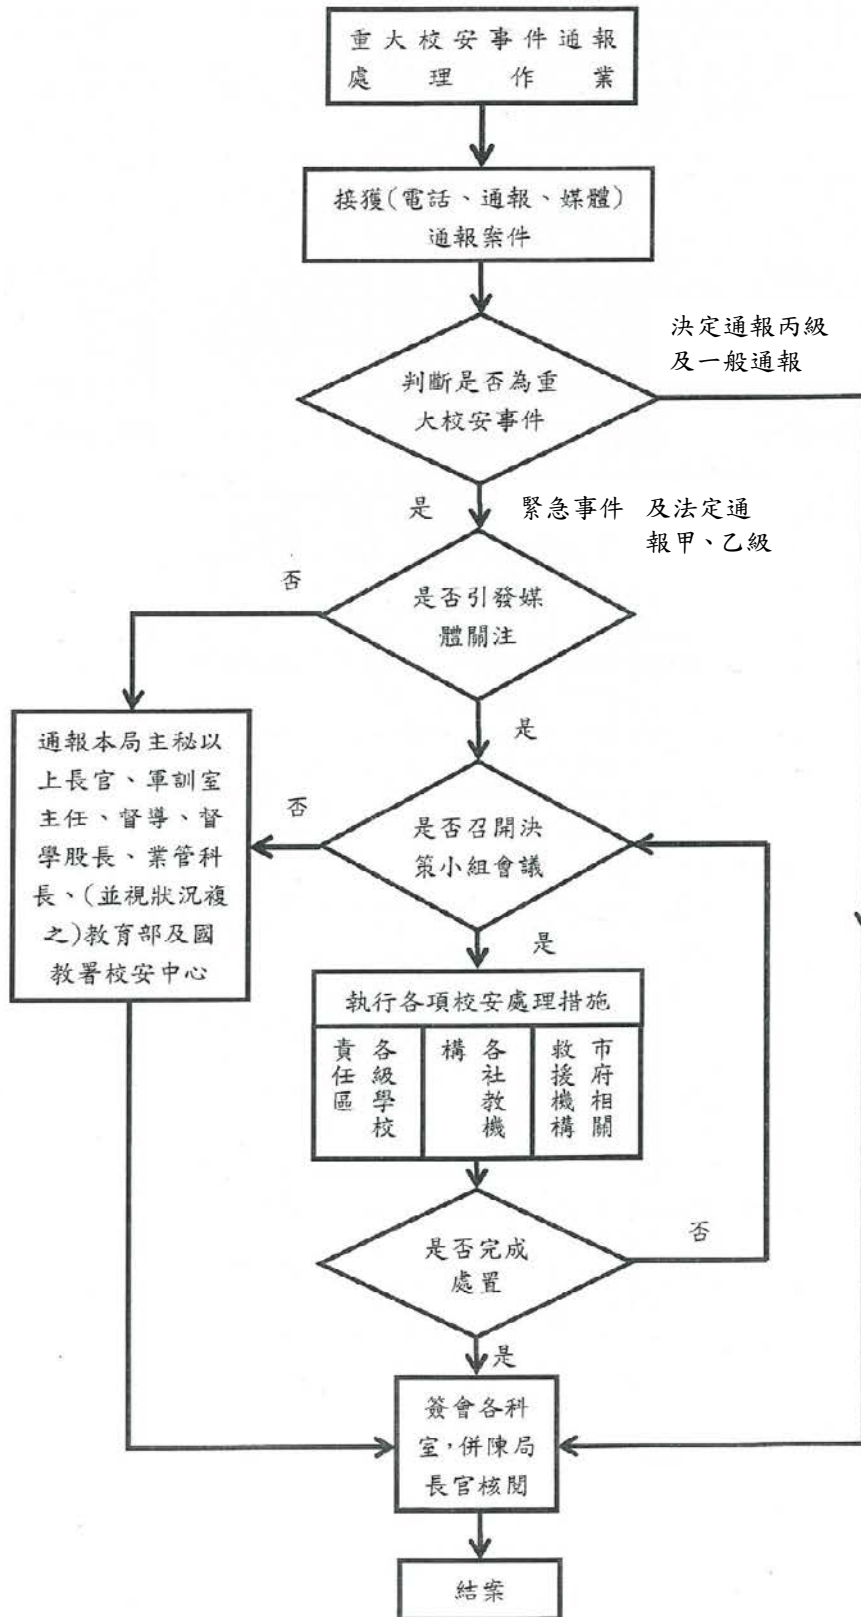 重大校安事件通報
處理作業
接獲(電話、通報、媒體)
通報案件
決定通報丙級
及一般通報
判斷是否為重
大校安事件
是
緊急事件 及法定通
報甲、乙級
否
是否引發媒
體關注
是
通報本局主秘以
上長官、軍訓室
主任、督導、督
學股長、業管科
長、(並視狀況複
之)教育部及國
教署校安中心
否
是否召開決
策小組會議
是
執行各項校安處理措施
各級學校
責任區
各社教機
構
市府相關
救援機構
是否完成
處置
否
是
簽會各科
室,併陳局
長官核閱
結案